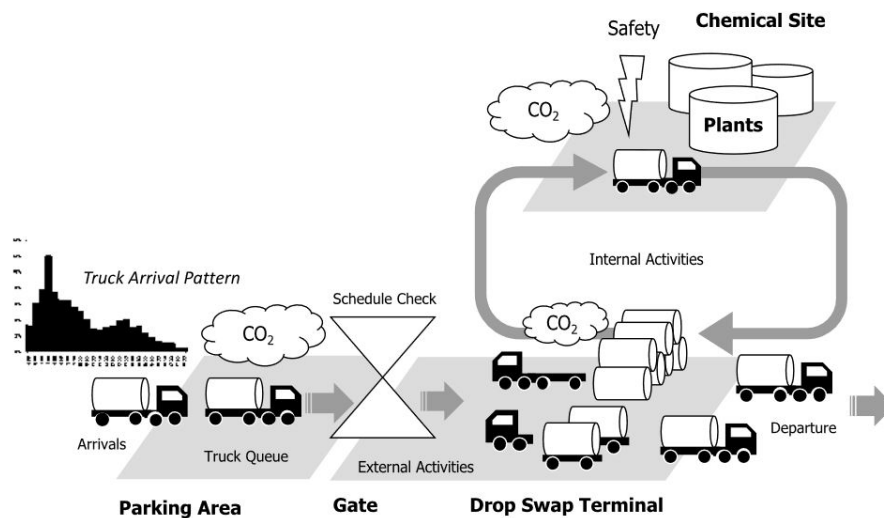 Chemical Site
Safety
CO2
Plants
Internal Activities
Truck Arrival Pattern
Schedule Check
CO2
CO2
Arrivals
Truck Queue
External Activities
Departure
Parking Area
Gate
Drop Swap Terminal